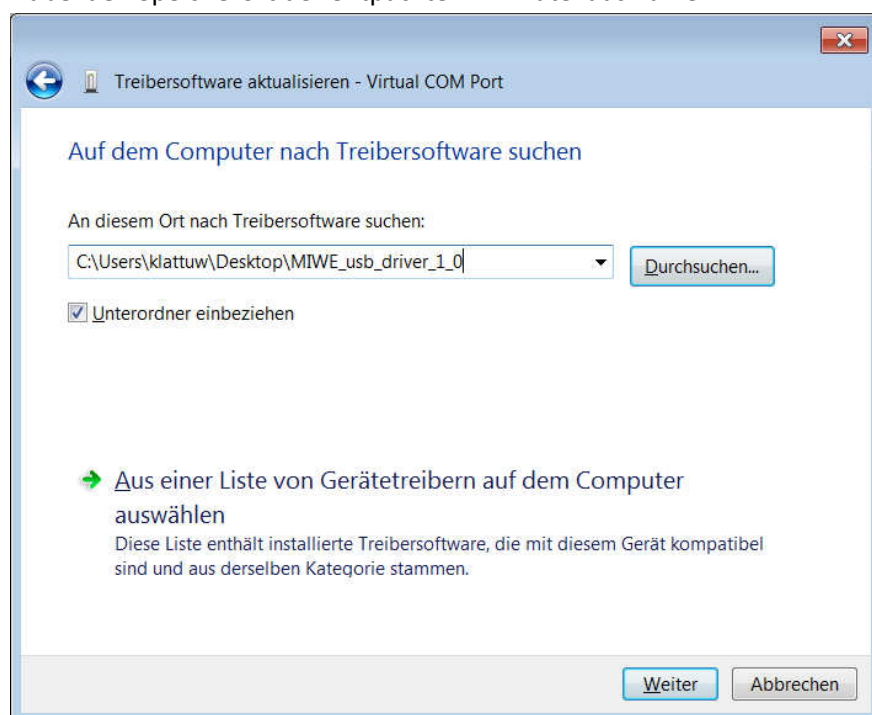 Treibersoftware aktualisieren - Virtual COM Port
Auf dem Computer nach Treibersoftware suchen
An diesem Ort nach Treibersoftware suchen:
C:\Users\klattuw\Desktop\MIWE_usb_driver_1_0
Durchsuchen...
Unterordner einbeziehen
Aus einer Liste von Gerätetreibern auf dem Computer
auswählen
Diese Liste enthält installierte Treibersoftware, die mit diesem Gerät kompatibel
sind und aus derselben Kategorie stammen.
Weiter
Abbrechen